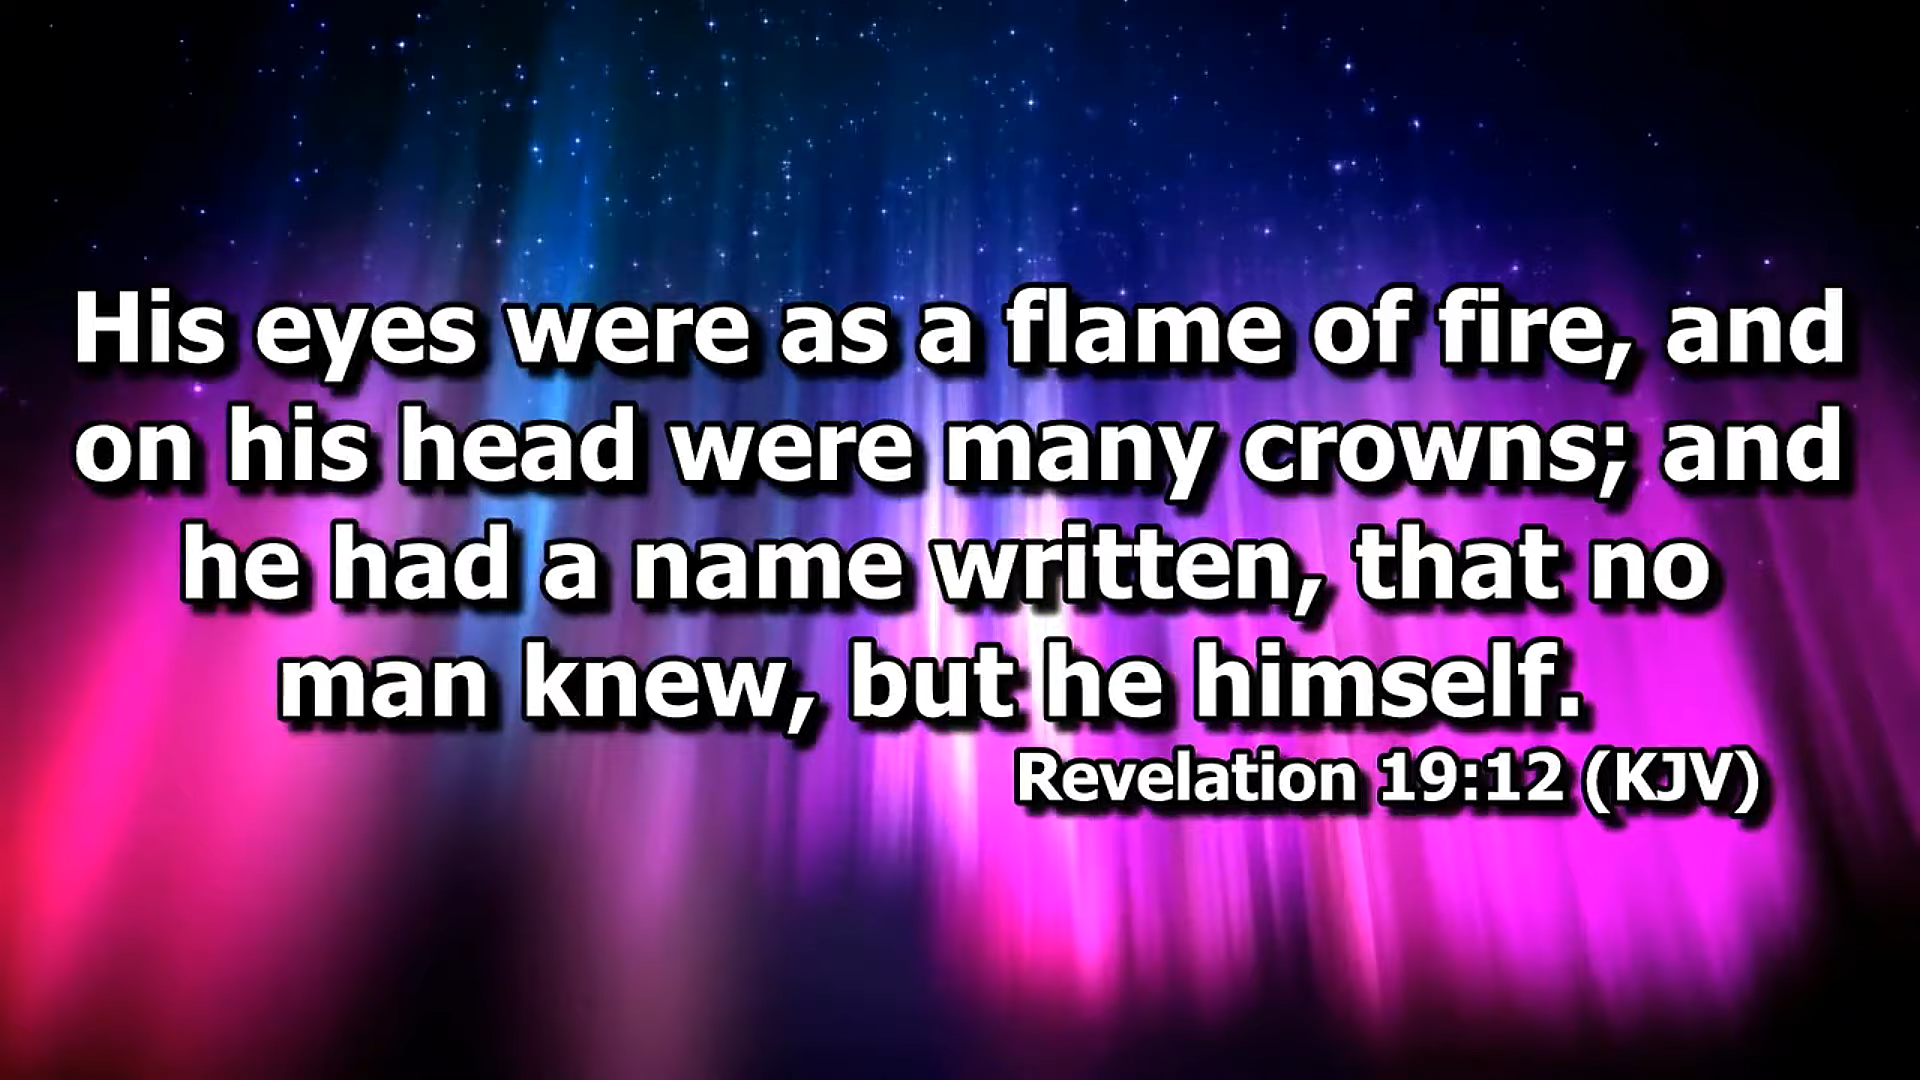 His eyes were as a flame of fire, and
on his head were many crowns; and
he had a name written, that no
man knew, but he himself.
Revelation 19:12 (KJV)